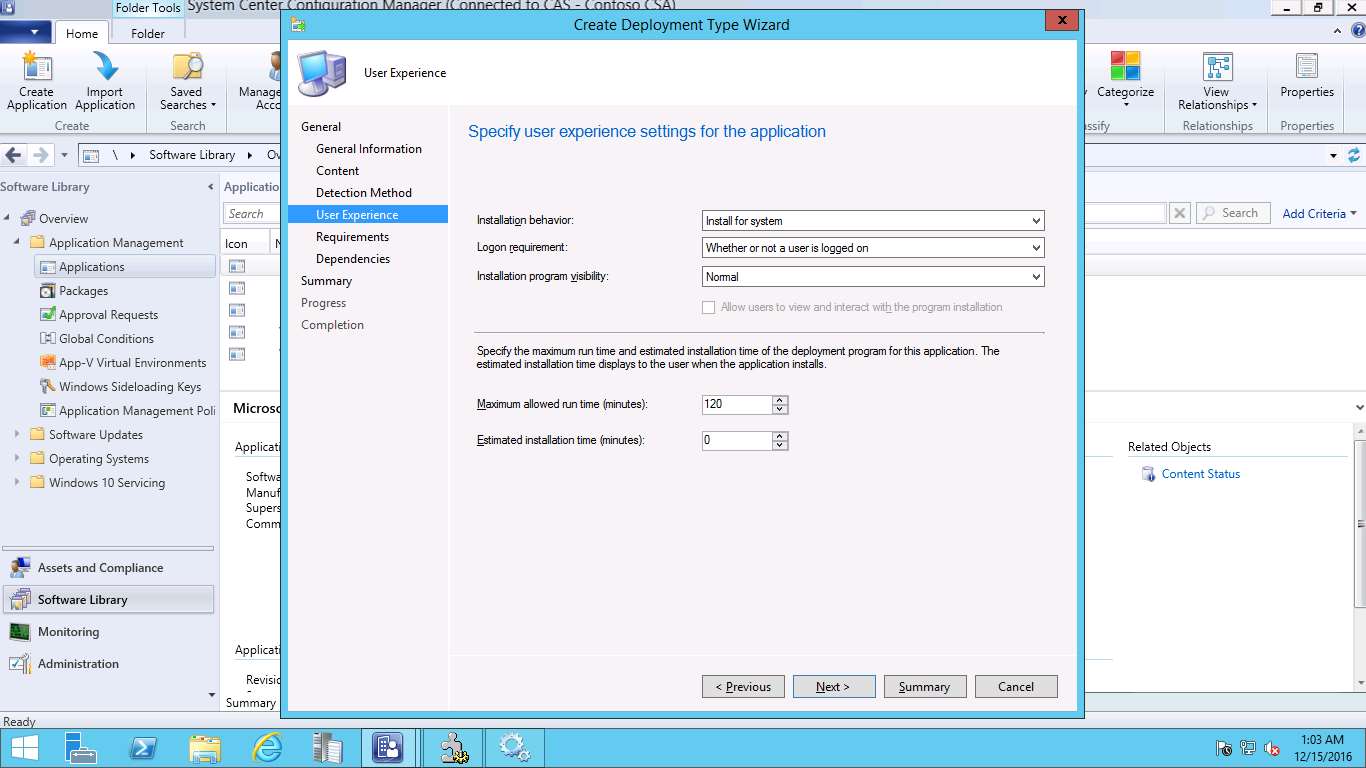 Folder Tools
System Center Configuration Manager (Connected to CAS - Contoso CSA)
Home
Folder
Create Application
Import Application
Create
Saved Searches
Search
Manage
Acco
Categorize
ssify
View Relationships
Relationships
Properties
Properties
\ Software Library Ov
Software Library
Overview
Application Management
Applications
Packages
Approval Requests
Global Conditions
App-V Virtual Environments
Windows Sideloading Keys
Application Management Poli
Software Updates
Operating Systems
Windows 10 Servicing
Assets and Compliance
Software Library
Monitoring
Administration
Ready
Applicatio
Search
Search
Add Criteria
Icon
N
Microso
Applicati
Softw
Manuf
Supers
Comm
Applicati
Revisio
Summary
Related Objects
Content Status
Create Deployment Type Wizard
x
User Experience
General
General Information
Content
Detection Method
User Experience
Requirements
Dependencies
Summary
Progress
Completion
Specify user experience settings for the application
Installation behavior: Install for system
Logon requirement: Whether or not a user is logged on
Installation program visibility: Normal
Allow users to view and interact with the program installation
Specify the maximum run time and estimated installation time of the deployment program for this application. The
estimated installation time displays to the user when the application installs.
Maximum allowed run time (minutes): 120
Estimated installation time (minutes): 0
< Previous
Next >
Summary
Cancel
1:03 AM
12/15/2016